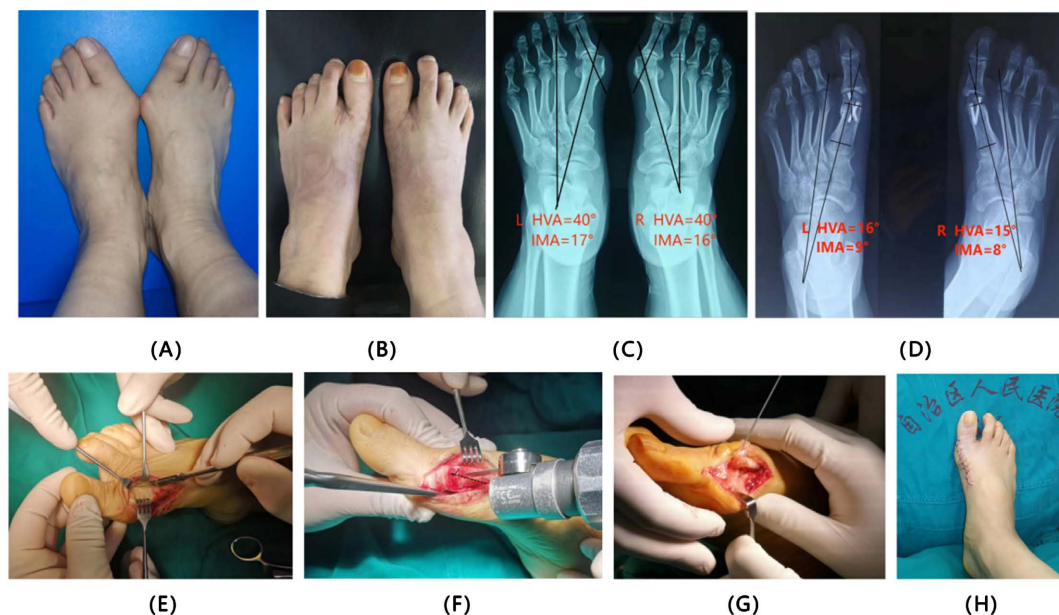 L HVA=40°
IMA=17°
R HVA=40°
IMA=16°
L HVA=16°
IMA=9°
R HVA=15°
IMA=8°
(A)
(B)
(C)
(D)
自治区人民医院
(E)
(F)
(G)
(H)